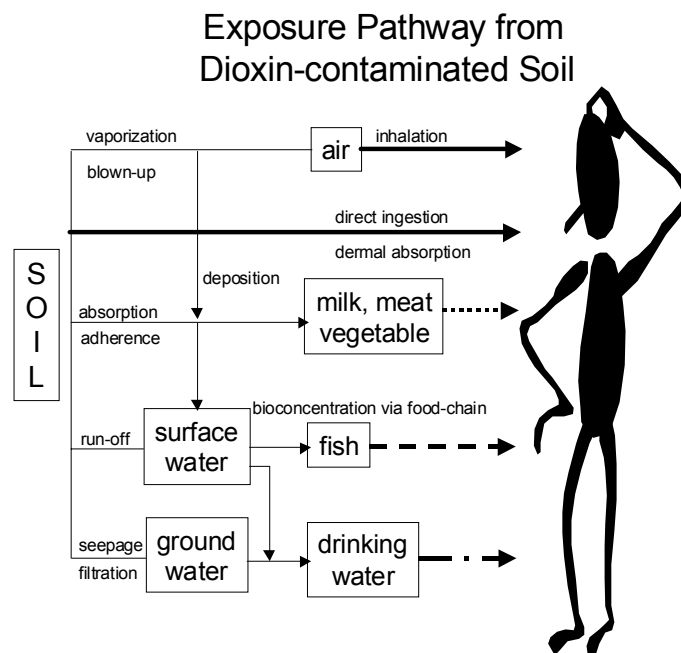 Exposure Pathway from
Dioxin-contaminated Soil
vaporization
blown-up
air
inhalation
direct ingestion
dermal absorption
deposition
S
O
I
L
absorption
adherence
milk, meat
vegetable
bioconcentration via food-chain
run-off
surface
water
fish
seepage
filtration
ground
water
drinking
water